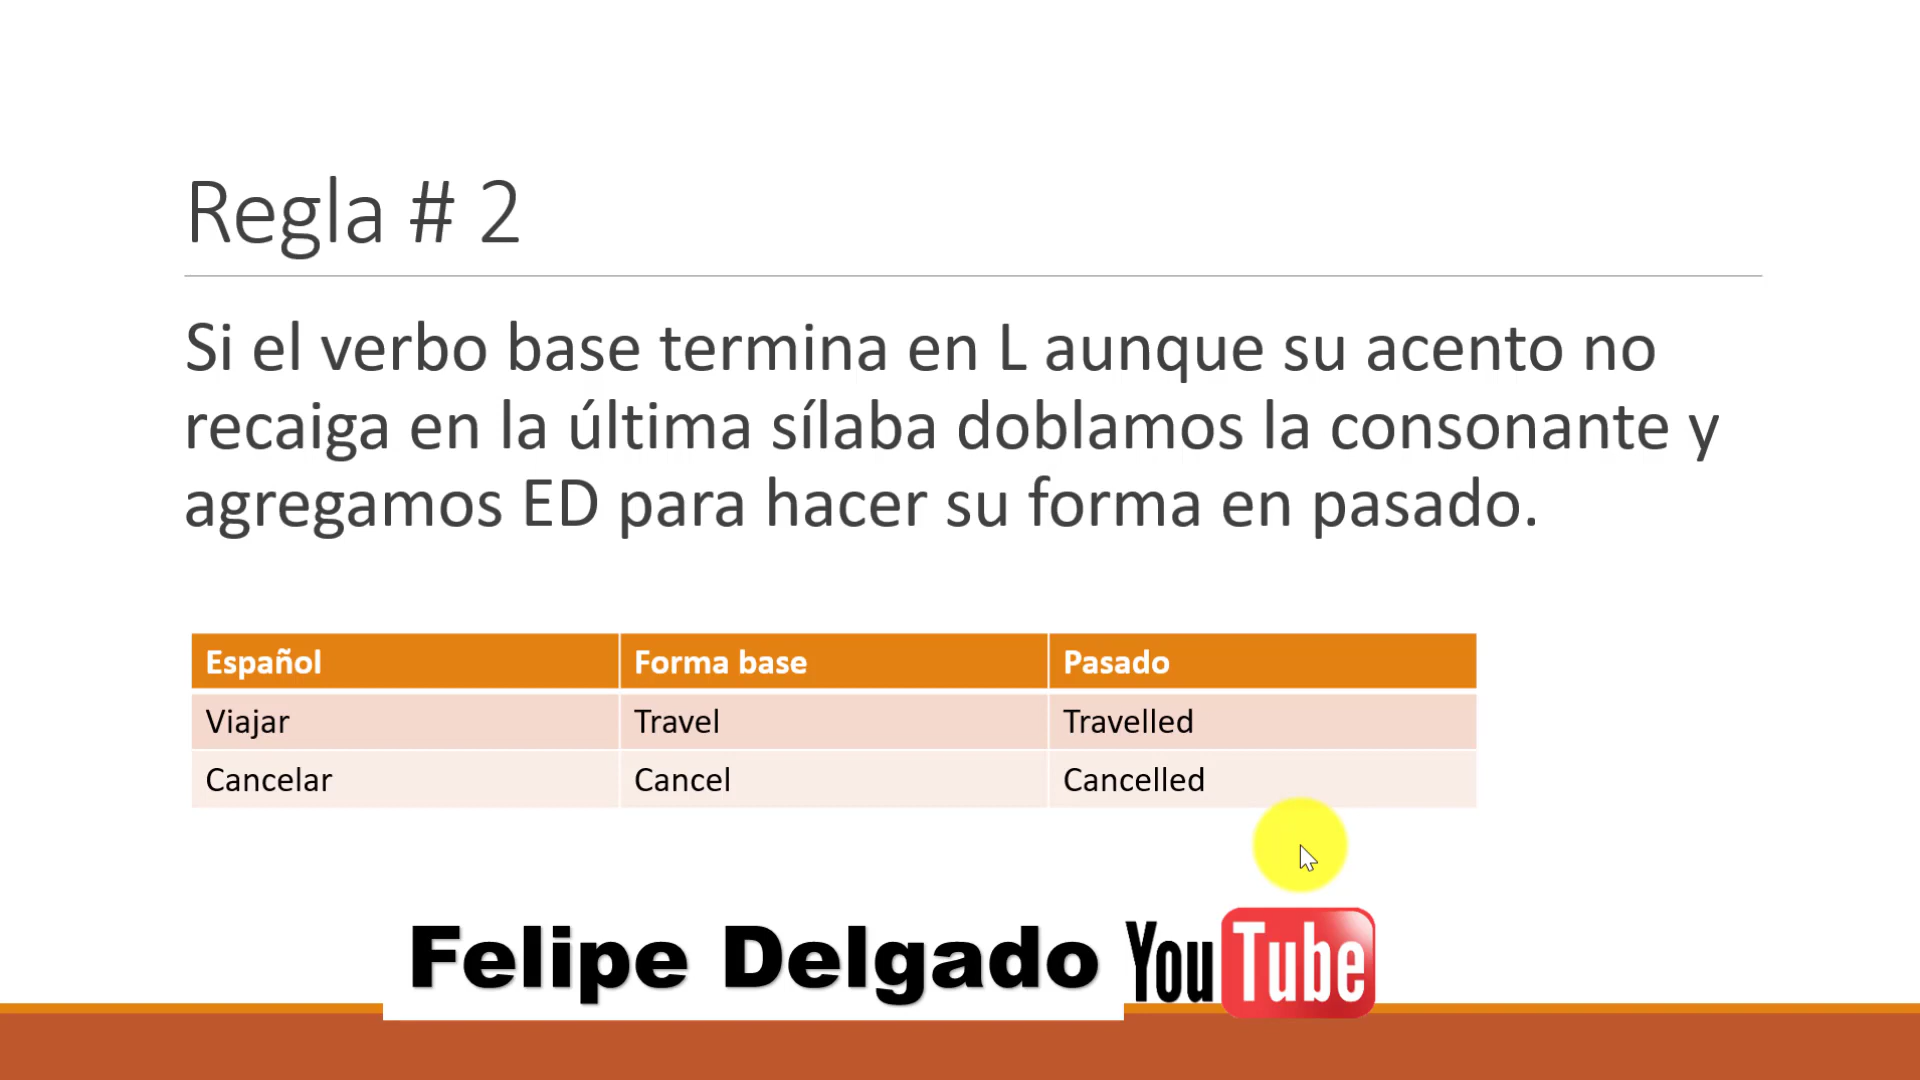 Regla # 2
Si el verbo base termina en L aunque su acento no
recaiga en la última sílaba doblamos la consonante y
agregamos ED para hacer su forma en pasado.
Español Forma base Pasado
Viajar Travel Travelled
Cancelar Cancel Cancelled
Felipe Delgado YouTube